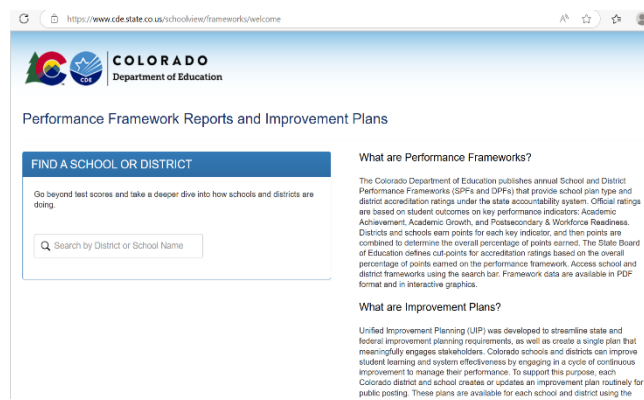 https://www.cde.state.co.us/schoolview/frameworks/welcome
COLORADO
Department of Education
CDE
Performance Framework Reports and Improvement Plans
FIND A SCHOOL OR DISTRICT
Go beyond test scores and take a deeper dive into how schools and districts are
doing.
Search by District or School Name
What are Performance Frameworks?
The Colorado Department of Education publishes annual School and District
Performance Frameworks (SPFs and DPFs) that provide school plan type and
district accreditation ratings under the state accountability system. Official ratings
are based on student outcomes on key performance indicators: Academic
Achievement, Academic Growth, and Postsecondary & Workforce Readiness.
Districts and schools earn points for each key indicator, and then points are
combined to determine the overall percentage of points earned. The State Board
of Education defines cut-points for accreditation ratings based on the overall
percentage of points earned on the performance framework. Access school and
district frameworks using the search bar. Framework data are available in PDF
format and in interactive graphics.
What are Improvement Plans?
Unified Improvement Planning (UIP) was developed to streamline state and
federal improvement planning requirements, as well as create a single plan that
meaningfully engages stakeholders. Colorado schools and districts can improve
student learning and system effectiveness by engaging in a cycle of continuous
improvement to manage their performance. To support this purpose, each
Colorado district and school creates or updates an improvement plan routinely for
public posting. These plans are available for each school and district using the